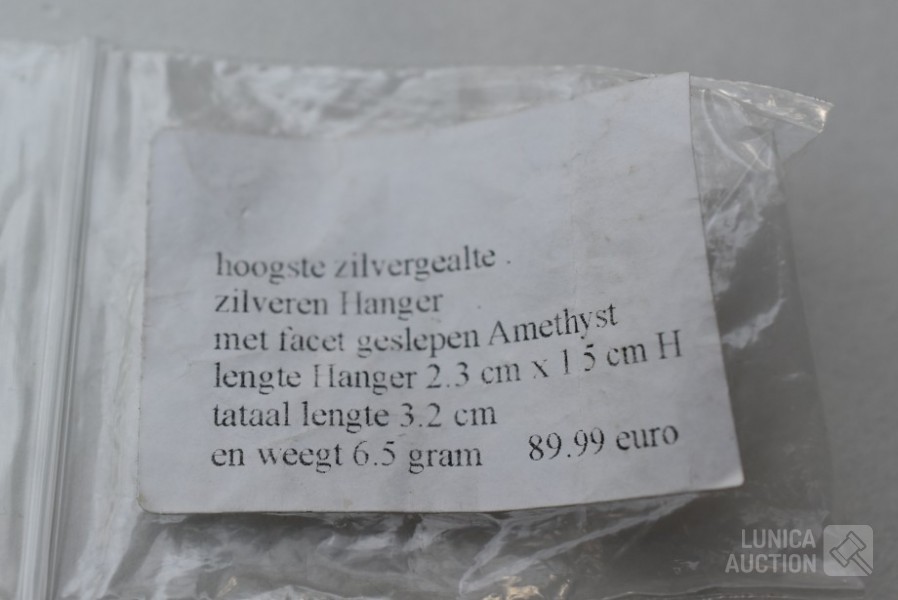 hoogste zilvergealte .
zilveren Hanger
met facet geslepen Amethyst
lengte Hanger 2.3 cm x 1 5 cm H
tataal lengte 3.2 cm
en weegt 6.5 gram 89.99 euro
LUNICA
AUCTION